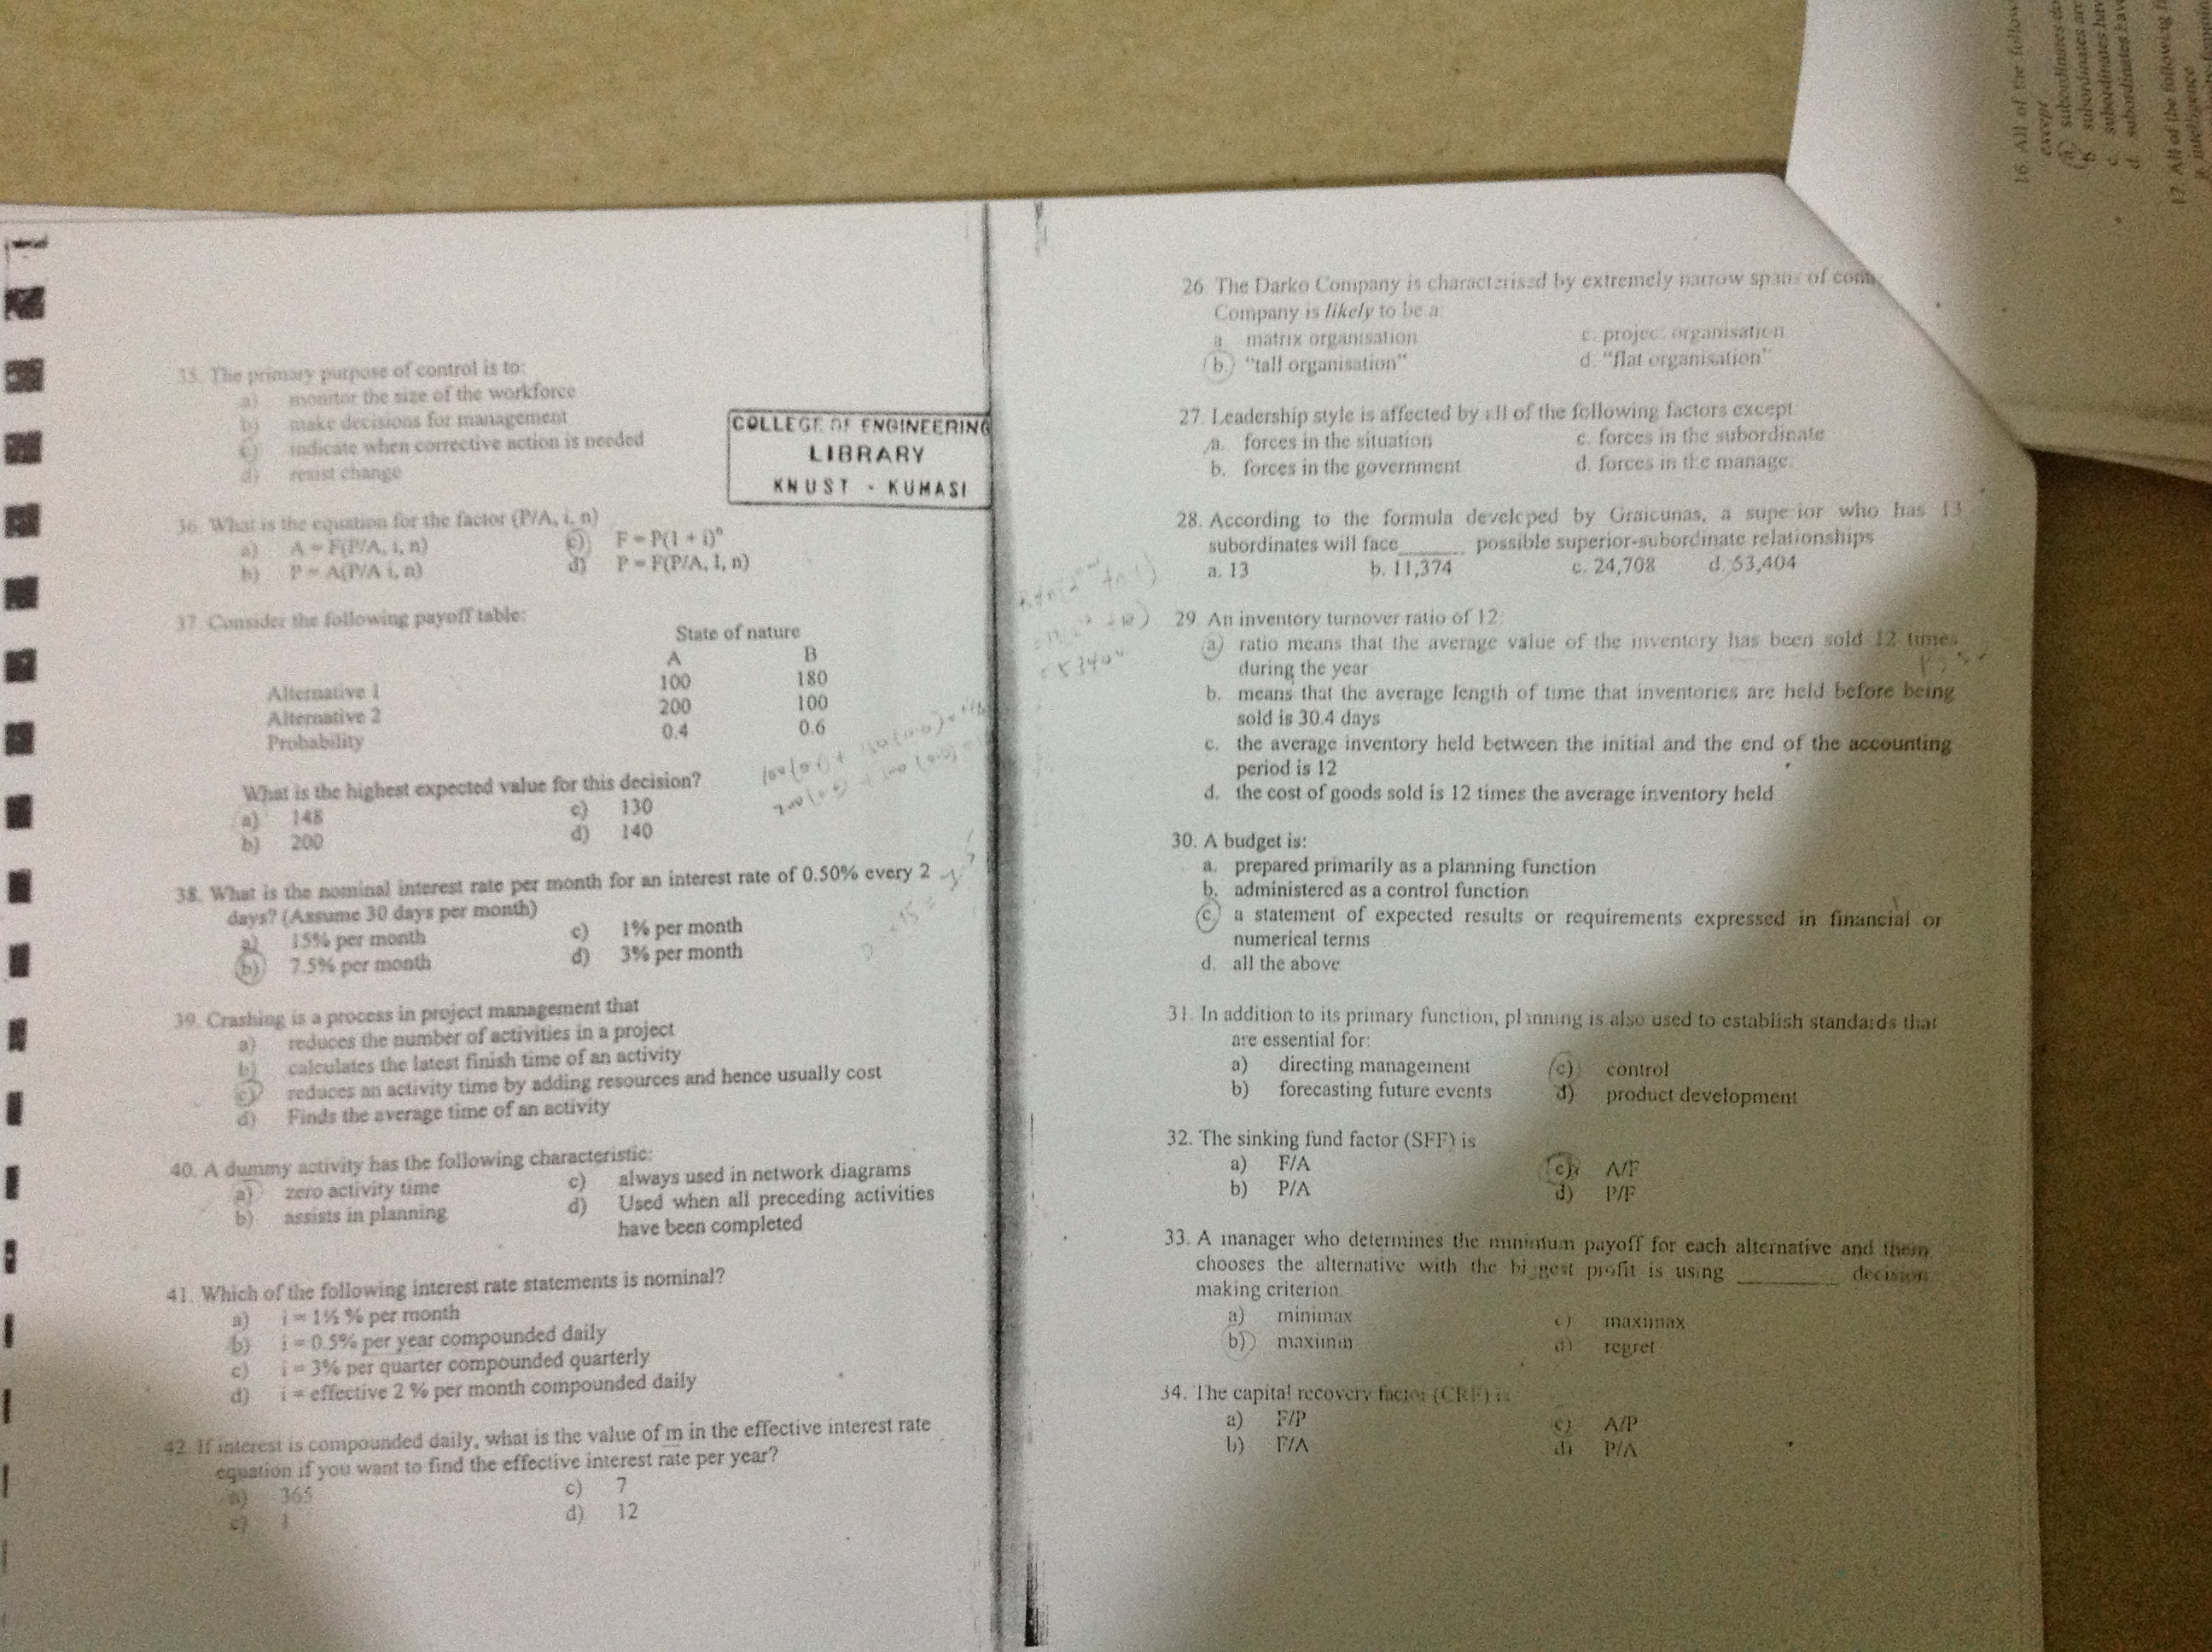 35. The primary purpose of control is to:
a) monitor the size of the workforce
b) make decisions for management
c) indicate when corrective action is needed
d) resist change
COLLEGE OF ENGINEERING
LIBRARY
KNUST - KUMASI
36. What is the equation for the factor (P/A, i, n)
a) A = F(P/A, i, n)
c) F = P(1 + i)ⁿ
b) P = A(P/A i, n)
d) P = F(P/A, I, n)
37. Consider the following payoff table:
State of nature
A B
Alternative 1 100 180
Alternative 2 200 100
Probability 0.4 0.6
What is the highest expected value for this decision?
a) 148 c) 130
b) 200 d) 140
38. What is the nominal interest rate per month for an interest rate of 0.50% every 2
days? (Assume 30 days per month)
a) 15% per month c) 1% per month
b) 7.5% per month d) 3% per month
39. Crashing is a process in project management that
a) reduces the number of activities in a project
b) calculates the latest finish time of an activity
c) reduces an activity time by adding resources and hence usually cost
d) Finds the average time of an activity
40. A dummy activity has the following characteristic:
a) zero activity time c) always used in network diagrams
b) assists in planning d) Used when all preceding activities
have been completed
41. Which of the following interest rate statements is nominal?
a) i = 1½ % per month
b) i = 0.5% per year compounded daily
c) i = 3% per quarter compounded quarterly
d) i = effective 2 % per month compounded daily
42. If interest is compounded daily, what is the value of m in the effective interest rate
equation if you want to find the effective interest rate per year?
a) 365 c) 7
c) 1 d) 12
26. The Darko Company is characterised by extremely narrow spans of
Company is likely to be a
a. matrix organisation c. project organisation
b. "tall organisation" d. "flat organisation"
27. Leadership style is affected by all of the following factors except
a. forces in the situation c. forces in the subordinate
b. forces in the government d. forces in the manager
28. According to the formula developed by Graicunas, a superior who has 13
subordinates will face______ possible superior-subordinate relationships
a. 13 b. 11,374 c. 24,708 d. 53,404
29 An inventory turnover ratio of 12:
a) ratio means that the average value of the inventory has been sold 12 times
during the year
b. means that the average length of time that inventories are held before being
sold is 30.4 days
c. the average inventory held between the initial and the end of the accounting
period is 12
d. the cost of goods sold is 12 times the average inventory held
30. A budget is:
a. prepared primarily as a planning function
b. administered as a control function
c. a statement of expected results or requirements expressed in financial or
numerical terms
d. all the above
31. In addition to its primary function, planning is also used to establish standards that
are essential for:
a) directing management c) control
b) forecasting future events d) product development
32. The sinking fund factor (SFF) is
a) F/A c) A/F
b) P/A d) P/F
33. A manager who determines the minimum payoff for each alternative and them
chooses the alternative with the biggest profit is using ________ decision
making criterion.
a) minimax c) maximax
b) maximin d) regret
34. The capital recovery factor (CRF) is
a) F/P c) A/P
b) F/A d) P/A
16 All of the follow
except
a) subordinates do
b subordinates are
c. subordinates hav
d. subordinates hav
17 All of the following f
a intelligence